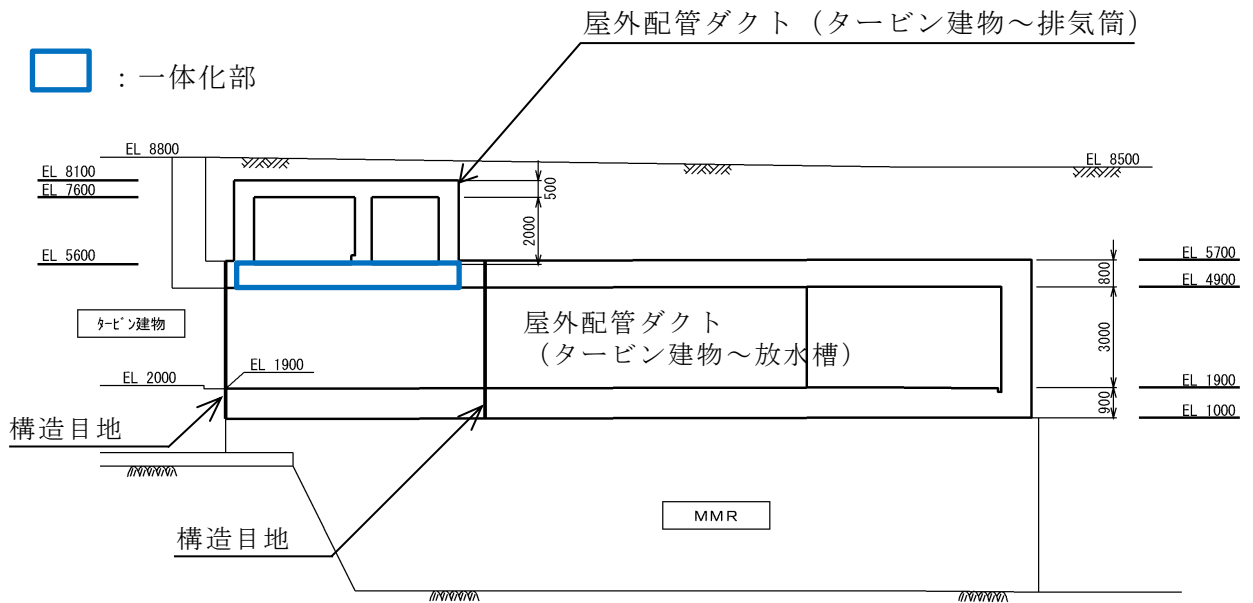 屋外配管ダクト（タービン建物～排気筒）
：一体化部
EL 8800
EL 8500
EL 8100
EL 7600
500
2000
EL 5600
EL 5700
800
EL 4900
ﾀｰﾋﾞﾝ建物
屋外配管ダクト
（タービン建物～放水槽）
3000
EL 1900
EL 2000
EL 1900
900
EL 1000
構造目地
MMR
構造目地